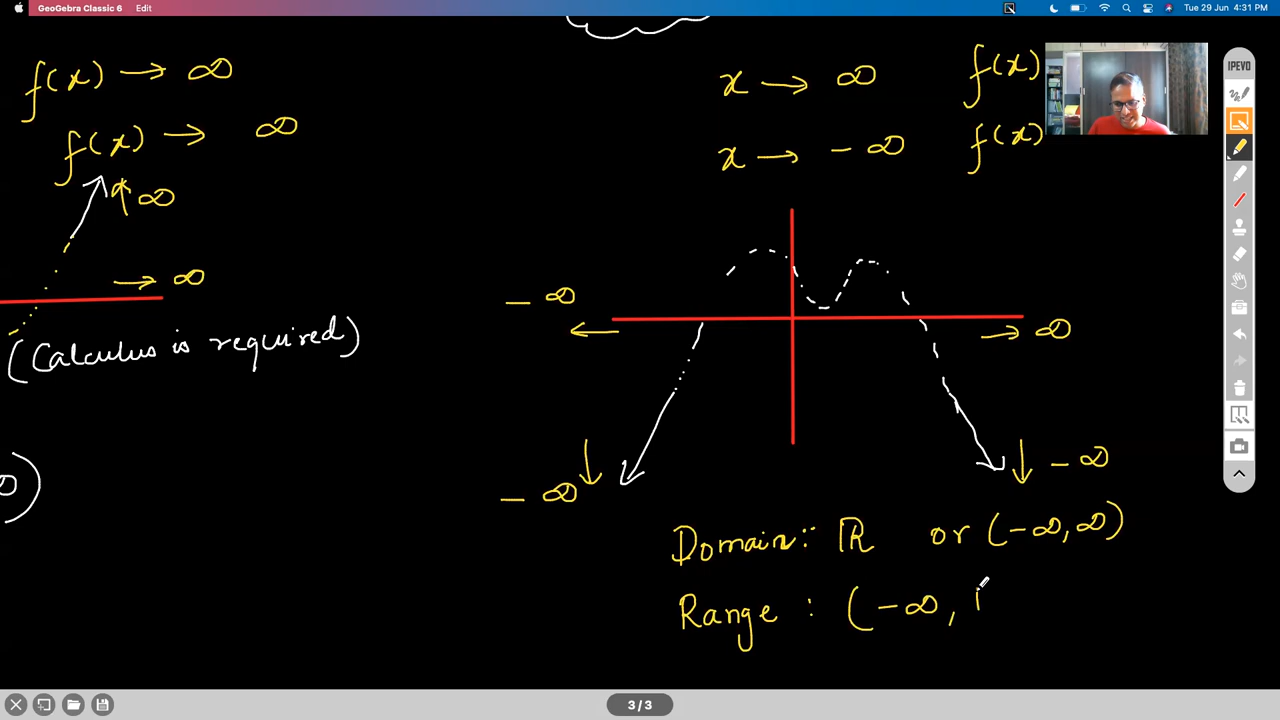 GeoGebra Classic 6 Edit
Tue 29 Jun 4:31 PM
IPEVO
f(x) → ∞
f(x) → ∞
↑ ∞
→ ∞
(Calculus is required)
∞)
x → ∞ f(x)
x → - ∞ f(x)
- ∞
←
→ ∞
- ∞ ↓
↓ - ∞
Domain: ℝ or (-∞, ∞)
Range : (-∞,
3/3